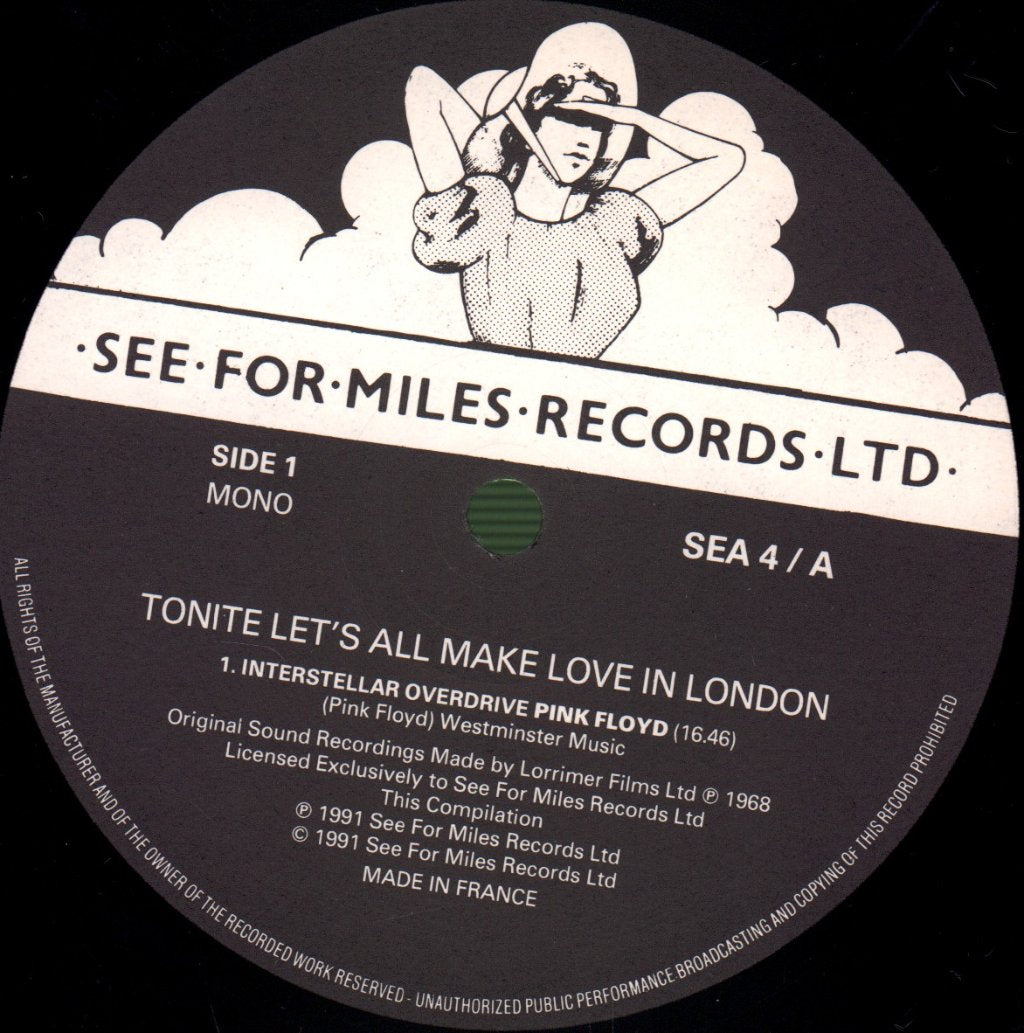 ·SEE·FOR·MILES·RECORDS·LTD·
SIDE 1
MONO
SEA 4 / A
TONITE LET'S ALL MAKE LOVE IN LONDON
1. INTERSTELLAR OVERDRIVE PINK FLOYD (16.46)
(Pink Floyd) Westminster Music
Original Sound Recordings Made by Lorrimer Films Ltd ℗ 1968
Licensed Exclusively to See For Miles Records Ltd
This Compilation
℗ 1991 See For Miles Records Ltd
© 1991 See For Miles Records Ltd
MADE IN FRANCE
ALL RIGHTS OF THE MANUFACTURER AND OF THE OWNER OF THE RECORDED WORK RESERVED - UNAUTHORIZED PUBLIC PERFORMANCE BROADCASTING AND COPYING OF THIS RECORD PROHIBITED